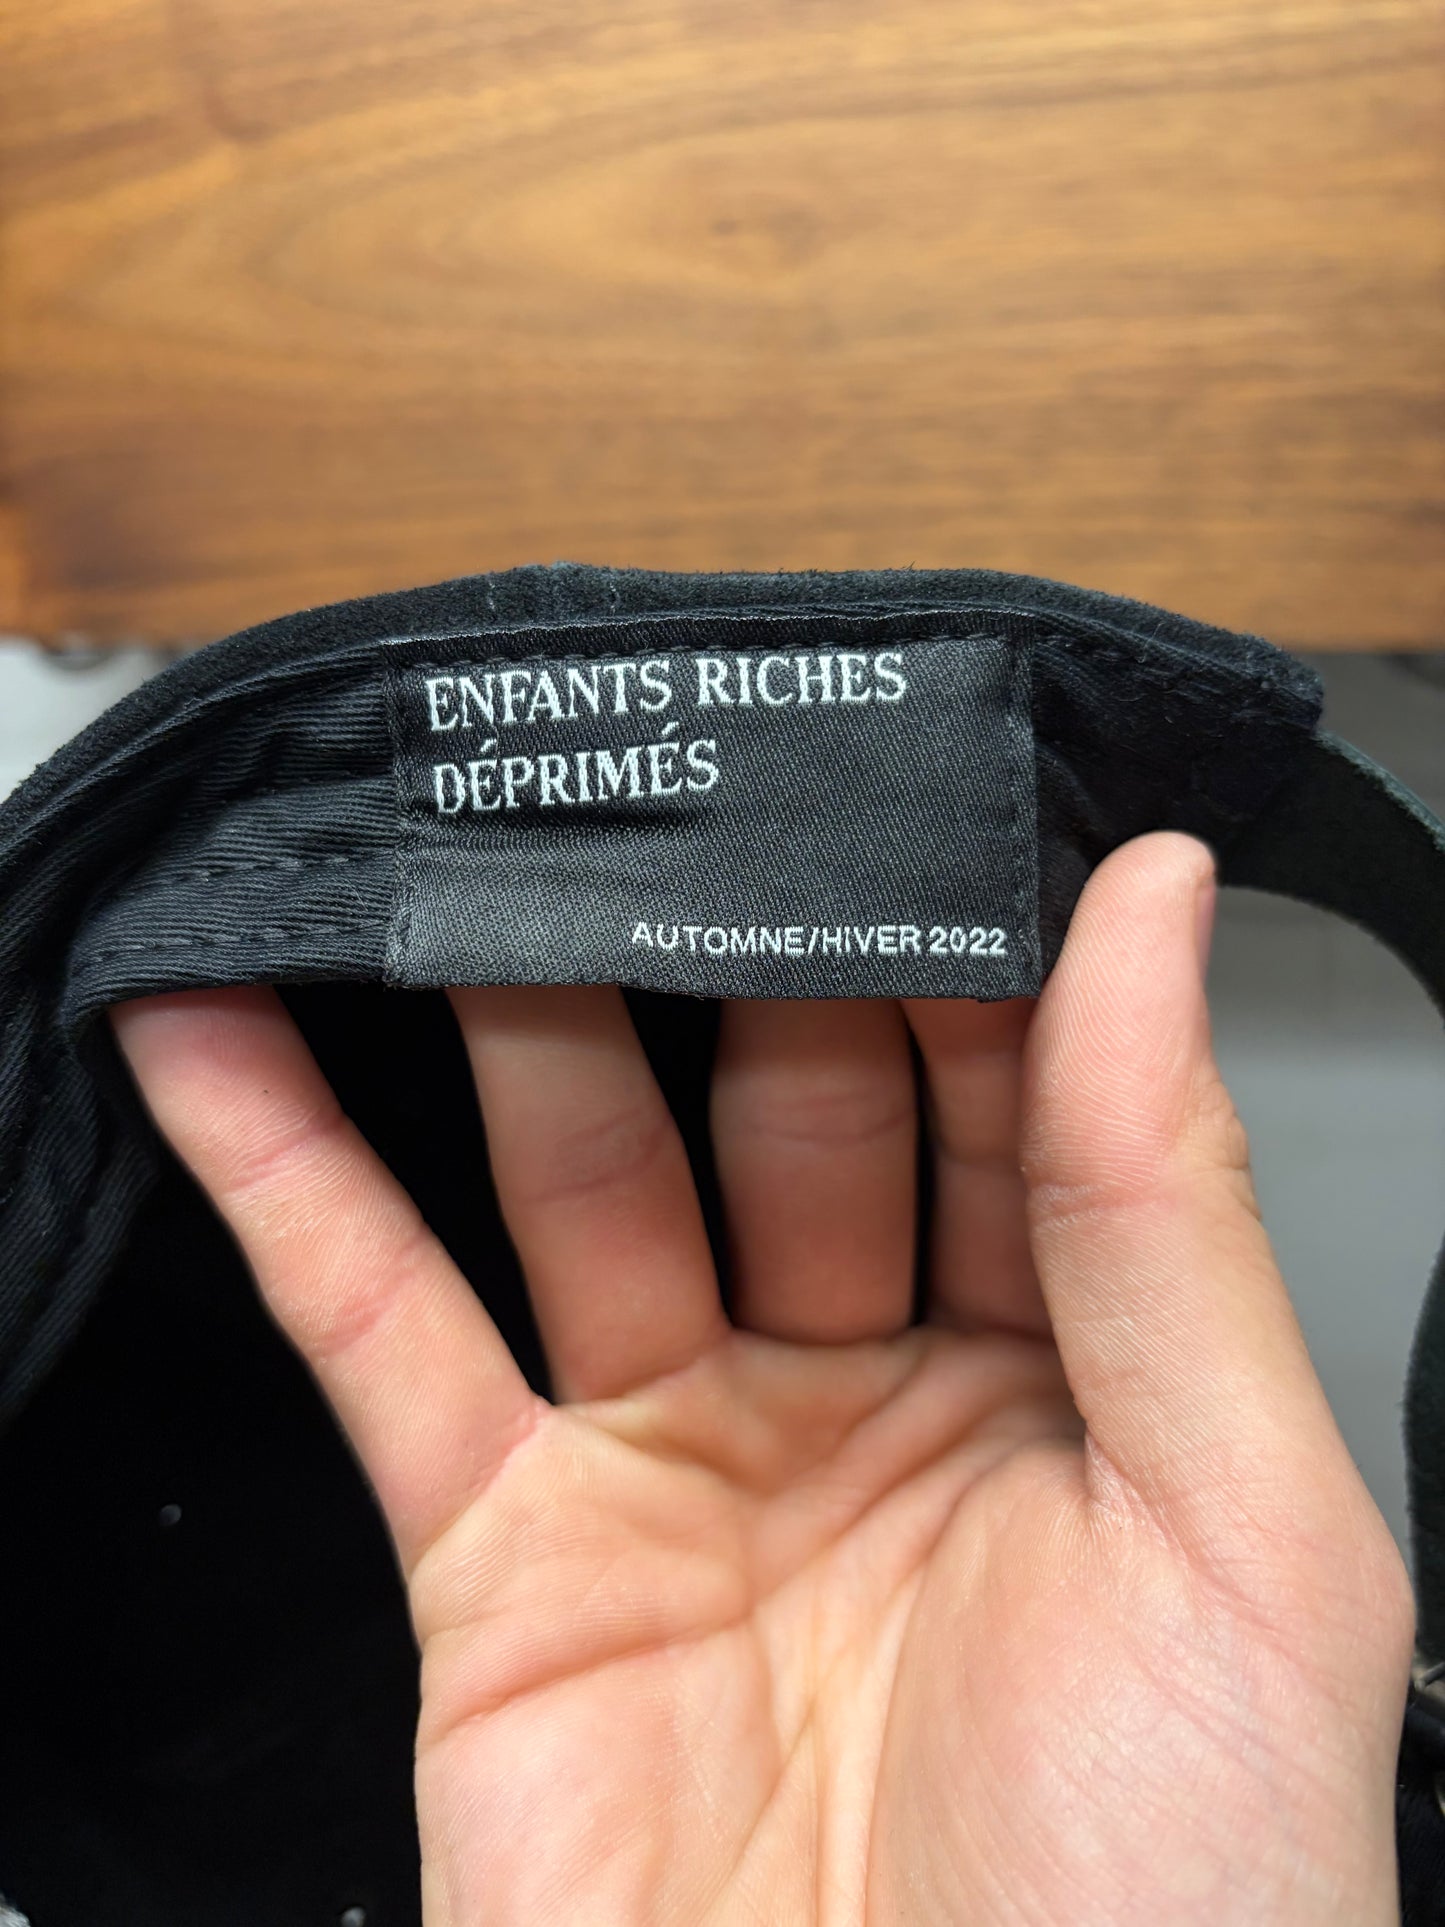 ENFANTS RICHES
DÉPRIMÉS
AUTOMNE/HIVER 2022